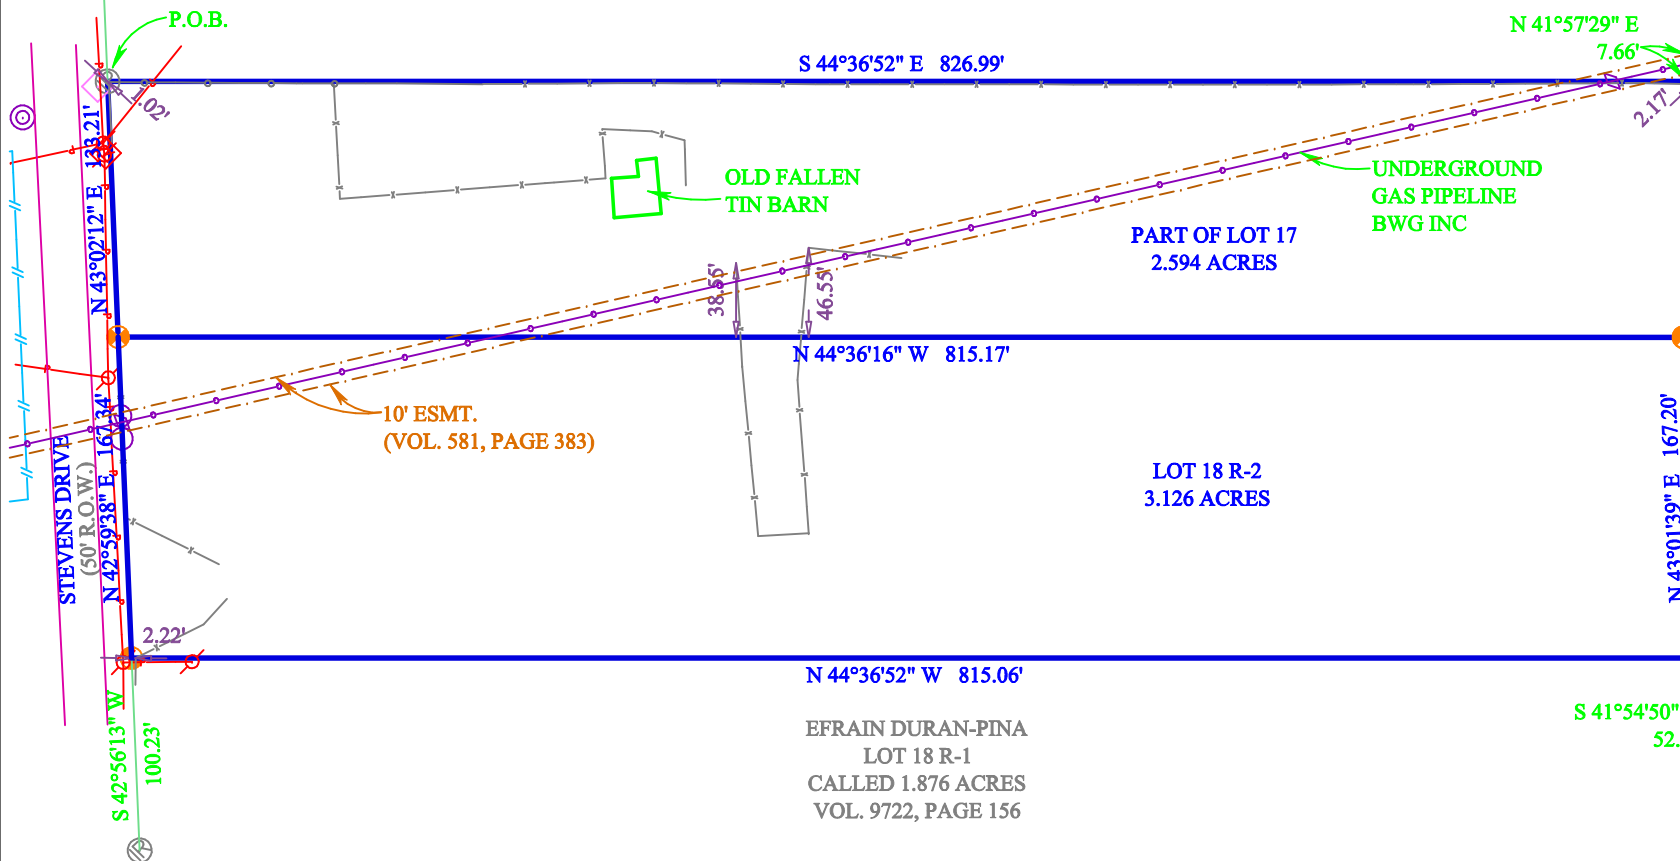 P.O.B.
S 44°36'52" E 826.99'
N 41°57'29" E
7.66'
1.02'
2.17'
N 43°02'12" E 133.21'
OLD FALLEN
TIN BARN
UNDERGROUND
GAS PIPELINE
BWG INC
PART OF LOT 17
2.594 ACRES
38.55'
46.55'
N 44°36'16" W 815.17'
10' ESMT.
(VOL. 581, PAGE 383)
STEVENS DRIVE
(50' R.O.W.)
N 42°59'38" E 167.34'
LOT 18 R-2
3.126 ACRES
N 43°01'39" E 167.20'
2.22'
N 44°36'52" W 815.06'
S 42°56'13" W
100.23'
EFRAIN DURAN-PINA
LOT 18 R-1
CALLED 1.876 ACRES
VOL. 9722, PAGE 156
S 41°54'50"
52.